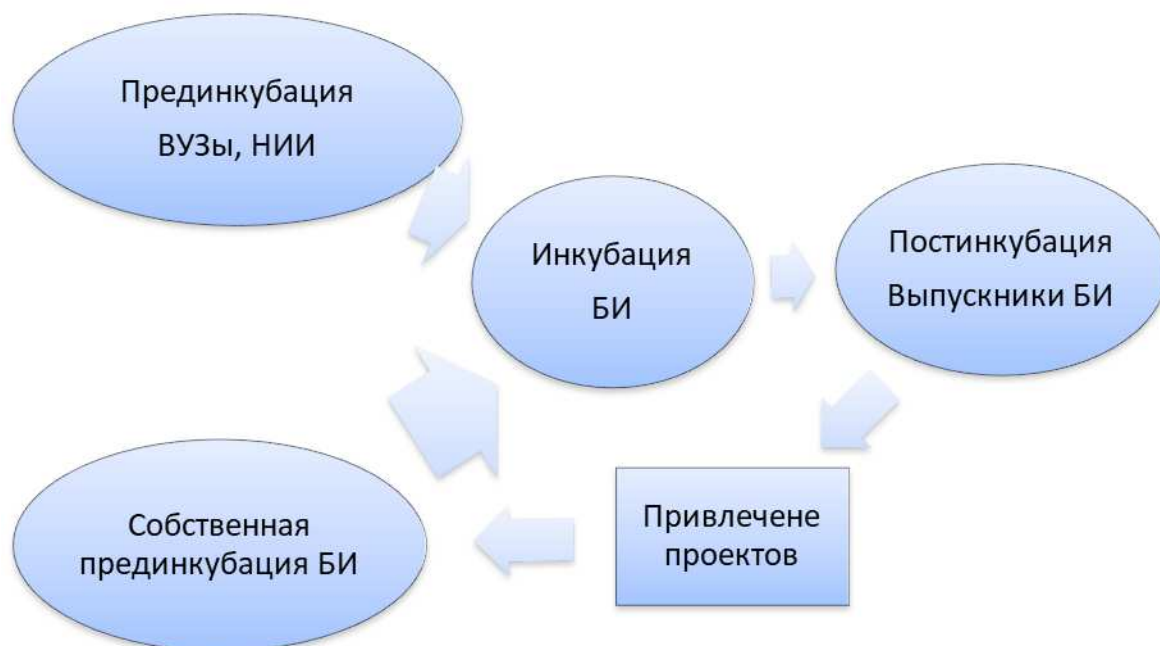 Прединкубация
ВУЗы, НИИ
Инкубация
БИ
Постинкубация
Выпускники БИ
Собственная
прединкубация БИ
Привлечене
проектов